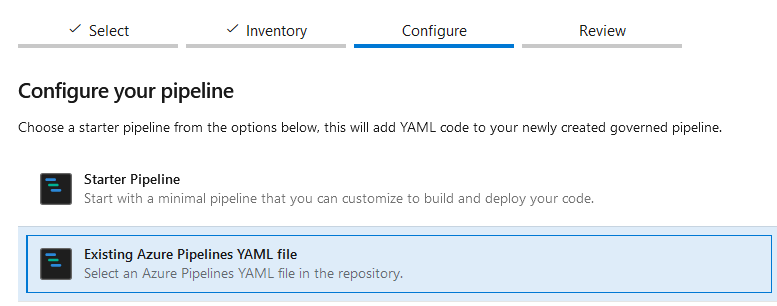 Select
Inventory
Configure
Review
Configure your pipeline
Choose a starter pipeline from the options below, this will add YAML code to your newly created governed pipeline.
Starter Pipeline
Start with a minimal pipeline that you can customize to build and deploy your code.
Existing Azure Pipelines YAML file
Select an Azure Pipelines YAML file in the repository.